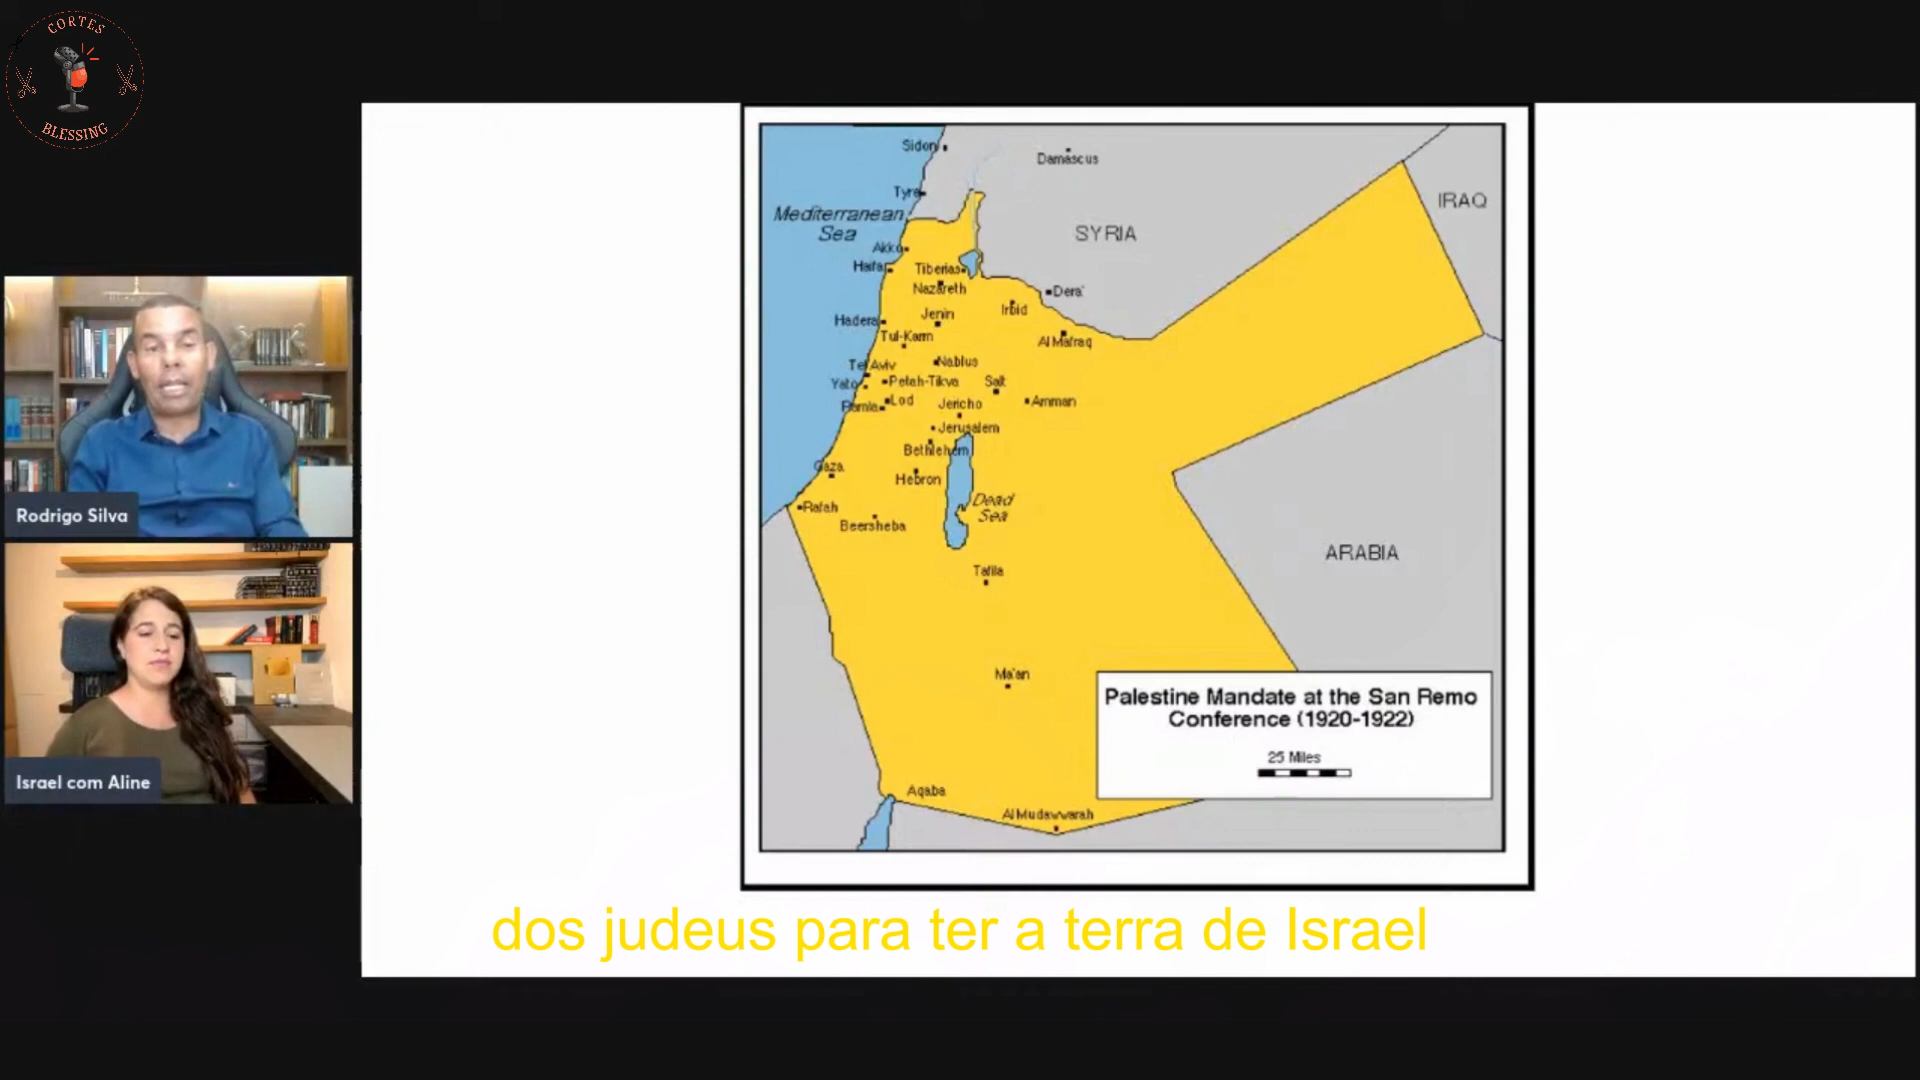 CORTES
BLESSING
Sidon
Damascus
IRAQ
Tyre
Mediterranean
Sea
SYRIA
Akko
Haifa
Tiberias
Nazareth
Dera'
Irbid
Jenin
Hadera
Tul-Karm
Al Mafraq
Tel Aviv
Nablus
Yafo
Petah-Tikva
Salt
Ramla
Lod
Jericho
Amman
Jerusalem
Bethlehem
Gaza
Hebron
Dead
Sea
Rafah
Beersheba
ARABIA
Tafila
Ma'an
Palestine Mandate at the San Remo
Conference (1920-1922)
25 Miles
Aqaba
Al Mudawwarah
Rodrigo Silva
Israel com Aline
dos judeus para ter a terra de Israel